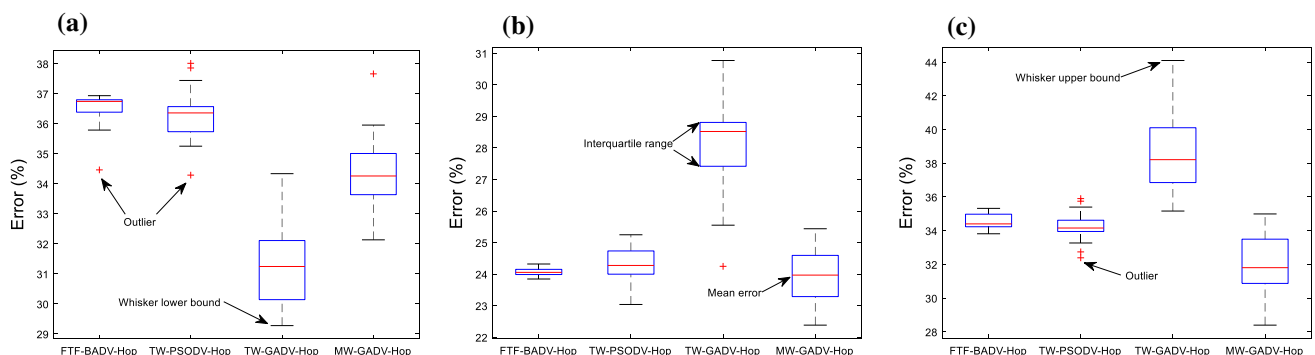 (a)
Error (%)
38
37
36
35
34
33
32
31
30
29
Outlier
Whisker lower bound
FTF-BADV-Hop TW-PSODV-Hop TW-GADV-Hop MW-GADV-Hop
(b)
Error (%)
31
30
29
28
27
26
25
24
23
22
Interquartile range
Mean error
FTF-BADV-Hop TW-PSODV-Hop TW-GADV-Hop MW-GADV-Hop
(c)
Error (%)
44
42
40
38
36
34
32
30
28
Whisker upper bound
Outlier
FTF-BADV-Hop TW-PSODV-Hop TW-GADV-Hop MW-GADV-Hop